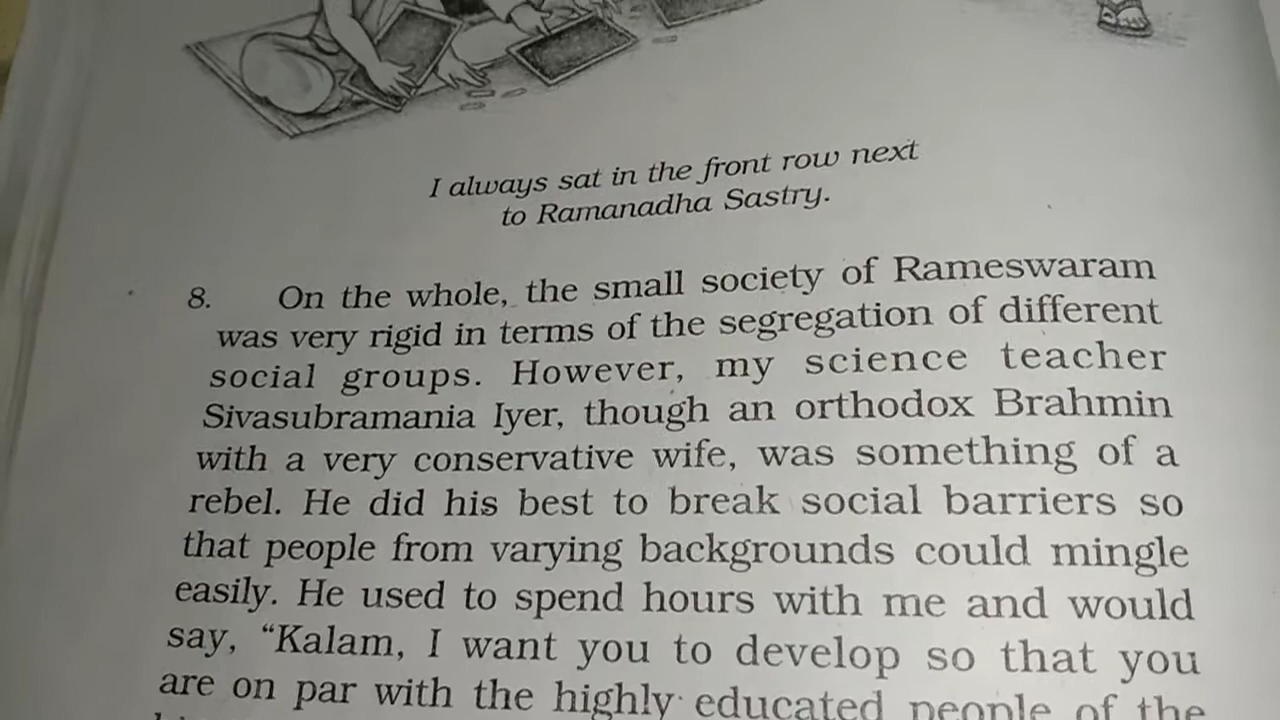 I always sat in the front row next
to Ramanadha Sastry.
8. On the whole, the small society of Rameswaram
was very rigid in terms of the segregation of different
social groups. However, my science teacher
Sivasubramania Iyer, though an orthodox Brahmin
with a very conservative wife, was something of a
rebel. He did his best to break social barriers so
that people from varying backgrounds could mingle
easily. He used to spend hours with me and would
say, “Kalam, I want you to develop so that you
are on par with the highly educated people of the